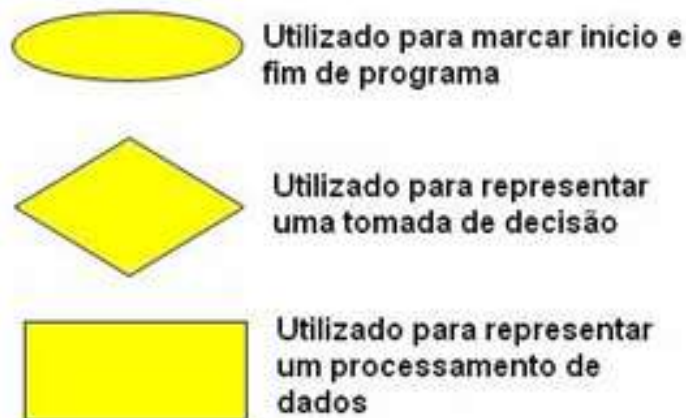 Utilizado para marcar inicio e
fim de programa
Utilizado para representar
uma tomada de decisão
Utilizado para representar
um processamento de
dados